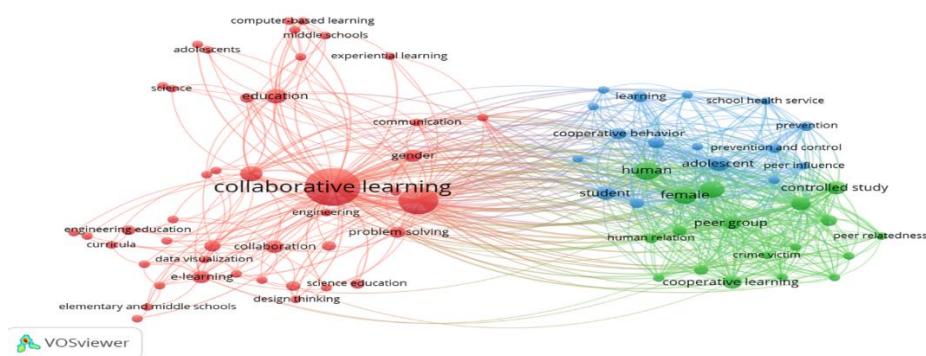 computer-based learning
middle schools
adolescents
experiential learning
science
education
learning
school health service
communication
prevention
cooperative behavior
gender
prevention and control
human
adolescent
peer influence
collaborative learning
student
female
controlled study
engineering
engineering education
problem solving
peer group
human relation
peer relatedness
curricula
collaboration
data visualization
crime victim
e-learning
science education
cooperative learning
design thinking
elementary and middle schools
VOSviewer